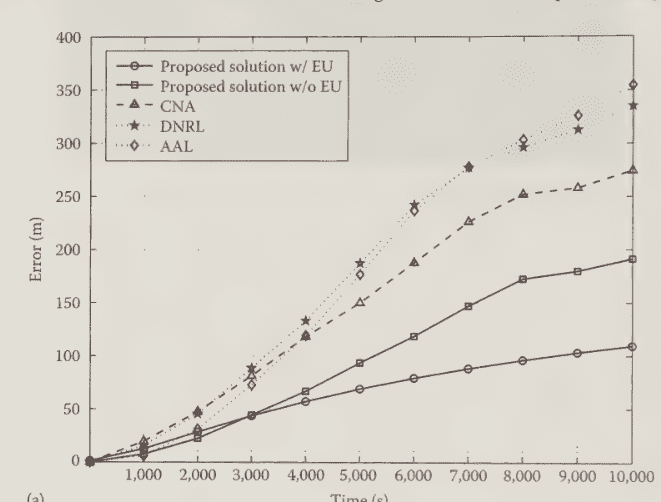 400
350
300
250
200
150
100
50
0
Error (m)
Proposed solution w/ EU
Proposed solution w/o EU
CNA
DNRL
AAL
1,000 2,000 3,000 4,000 5,000 6,000 7,000 8,000 9,000 10,000
(a)
Time (s)